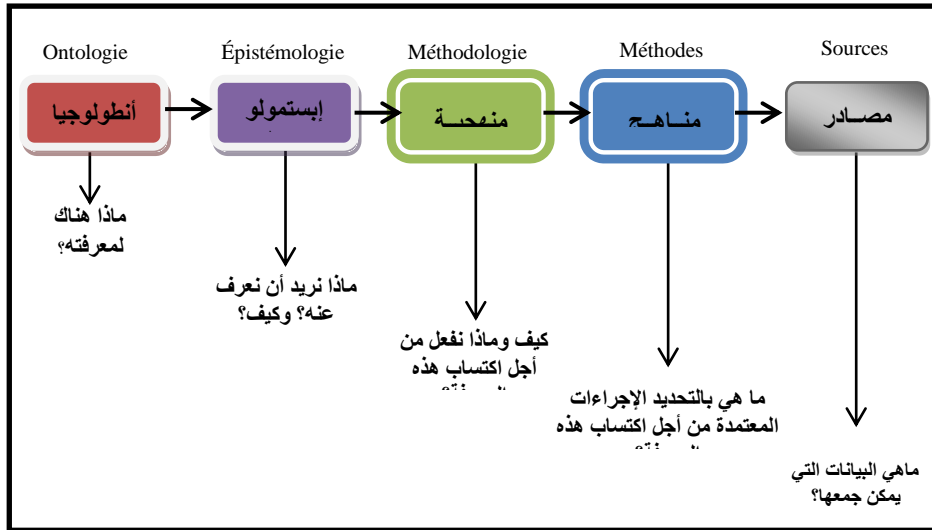 Ontologie
Épistémologie
Méthodologie
Méthodes
Sources
أنطولوجيا
إبستمولو
منهجيــة
منــاهــج
مصــادر
ماذا هناك
لمعرفته؟
ماذا نريد أن نعرف
عنه؟ وكيف؟
كيف وماذا نفعل من
أجل اكتساب هذه
ما هي بالتحديد الإجراءات
المعتمدة من أجل اكتساب هذه
ماهي البيانات التي
يمكن جمعها؟